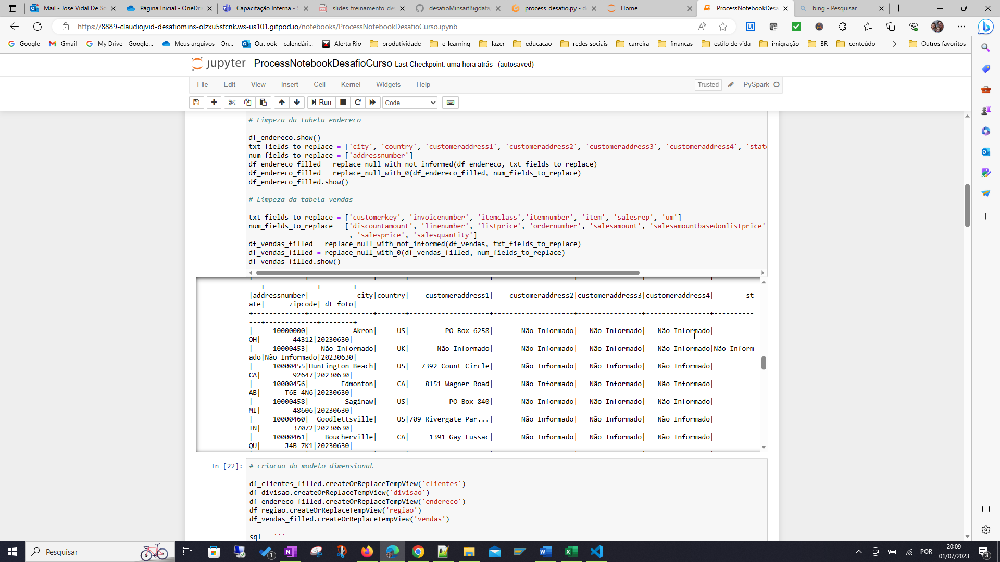 Mail - Jose Vidal De Sc
Página Inicial - OneDri
Capacitação Interna - S
slides_treinamento_de
desafioMinsaitBigdata
process_desafio.py - d
Home
ProcessNotebookDesa
bing - Pesquisar
https://8889-claudiojvid-desafiomins-olzxu5sfcnk.ws-us101.gitpod.io/notebooks/ProcessNotebookDesafioCurso.ipynb
Google
Gmail
My Drive - Google...
Meus arquivos - On...
Outlook – calendári...
Alerta Rio
produtividade
e-learning
lazer
educacao
redes sociais
carreira
finanças
estilo de vida
imigração
BR
conteúdo
Outros favoritos
jupyter ProcessNotebookDesafioCurso Last Checkpoint: uma hora atrás (autosaved)
File Edit View Insert Cell Kernel Widgets Help
Trusted
PySpark
Run
Code
# Limpeza da tabela endereco
df_endereco.show()
txt_fields_to_replace = ['city', 'country', 'customeraddress1', 'customeraddress2', 'customeraddress3', 'customeraddress4', 'state
num_fields_to_replace = ['addressnumber']
df_endereco_filled = replace_null_with_not_informed(df_endereco, txt_fields_to_replace)
df_endereco_filled = replace_null_with_0(df_endereco_filled, num_fields_to_replace)
df_endereco_filled.show()
# Limpeza da tabela vendas
txt_fields_to_replace = ['customerkey', 'invoicenumber', 'itemclass','itemnumber', 'item', 'salesrep', 'um']
num_fields_to_replace = ['discountamount', 'linenumber', 'listprice', 'ordernumber', 'salesamount', 'salesamountbasedonlistprice'
, 'salesprice', 'salesquantity']
df_vendas_filled = replace_null_with_not_informed(df_vendas, txt_fields_to_replace)
df_vendas_filled = replace_null_with_0(df_vendas_filled, num_fields_to_replace)
df_vendas_filled.show()
---+-------------+--------+
|addressnumber|            city|country|    customeraddress1|    customeraddress2|customeraddress3|customeraddress4|         st
ate|      zipcode| dt_foto|
+-------------+----------------+-------+--------------------+--------------------+----------------+----------------+----------
---+-------------+--------+
|     10000000|           Akron|     US|         PO Box 6258|       Não Informado|   Não Informado|   Não Informado|
OH|        44312|20230630|
|     10000453|   Não Informado|     UK|       Não Informado|       Não Informado|   Não Informado|   Não Informado|Não Inform
ado|Não Informado|20230630|
|     10000455|Huntington Beach|     US|   7392 Count Circle|       Não Informado|   Não Informado|   Não Informado|
CA|        92647|20230630|
|     10000456|        Edmonton|     CA|    8151 Wagner Road|       Não Informado|   Não Informado|   Não Informado|
AB|      T6E 4N6|20230630|
|     10000458|         Saginaw|     US|          PO Box 840|       Não Informado|   Não Informado|   Não Informado|
MI|        48606|20230630|
|     10000460|  Goodlettsville|     US|709 Rivergate Par...|       Não Informado|   Não Informado|   Não Informado|
TN|        37072|20230630|
|     10000461|    Boucherville|     CA|     1391 Gay Lussac|       Não Informado|   Não Informado|   Não Informado|
QU|      J4B 7K1|20230630|
In [22]:
# criacao do modelo dimensional
df_clientes_filled.createOrReplaceTempView('clientes')
df_divisao.createOrReplaceTempView('divisao')
df_endereco_filled.createOrReplaceTempView('endereco')
df_regiao.createOrReplaceTempView('regiao')
df_vendas_filled.createOrReplaceTempView('vendas')
sql = '''
Pesquisar
POR
20:09
01/07/2023
3